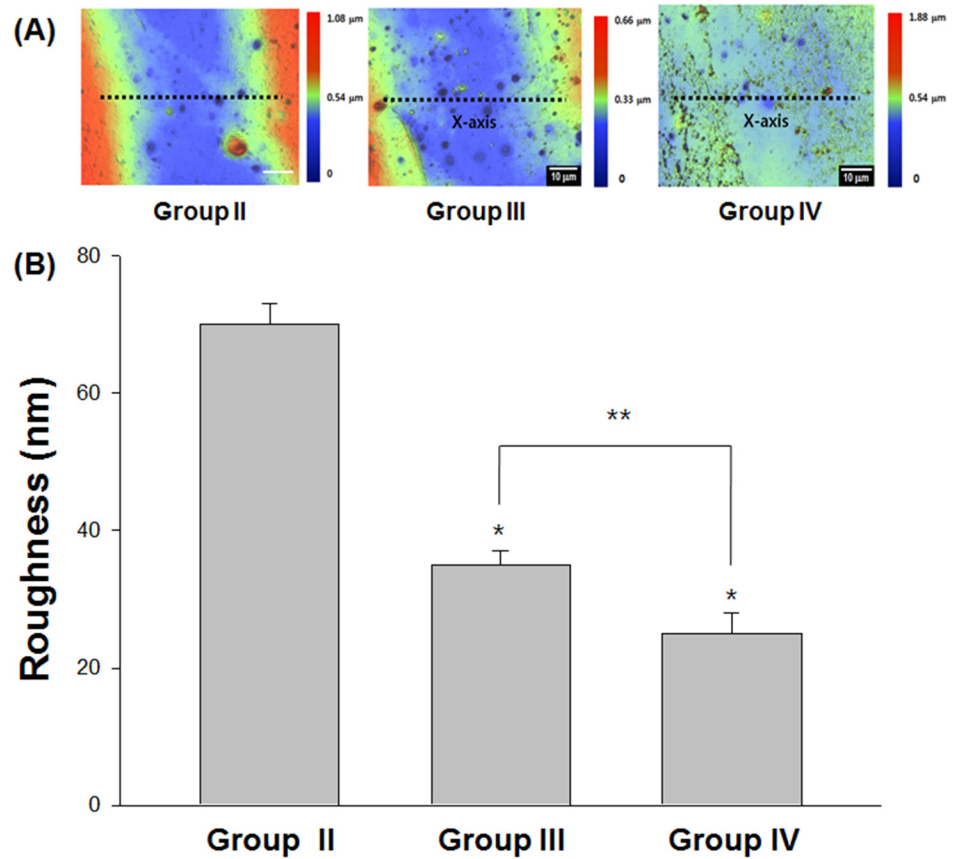 (A)
1.08 µm
0.54 µm
0
Group II
X-axis
10 µm
0.66 µm
0.33 µm
0
Group III
X-axis
10 µm
1.88 µm
0.54 µm
0
Group IV
(B)
Roughness (nm)
80
60
40
20
0
**
*
*
Group II
Group III
Group IV